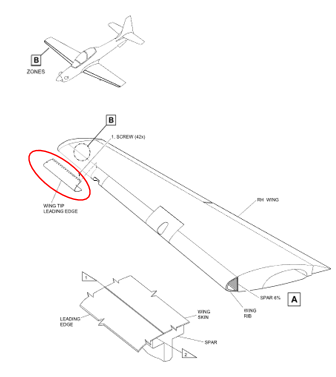 B
ZONES
B
1, SCREW (42x)
WING TIP
LEADING EDGE
RH WING
SPAR 6%
A
WING
RIB
1
LEADING
EDGE
WING
SKIN
SPAR
2